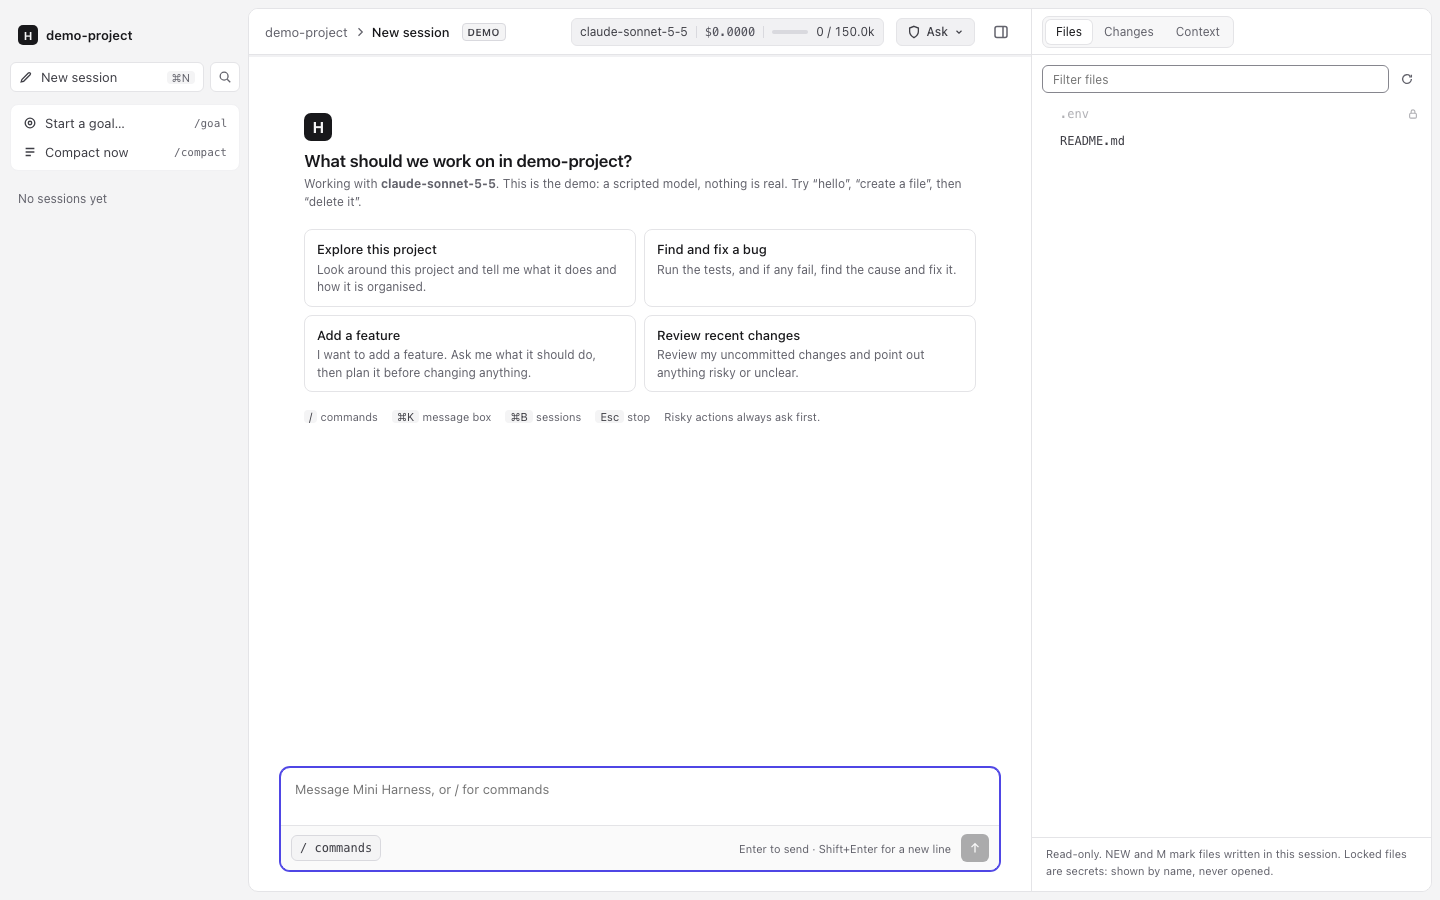 H demo-project
New session ⌘N
Start a goal... /goal
Compact now /compact
No sessions yet
demo-project > New session DEMO
claude-sonnet-5-5 $0.0000 0 / 150.0k
Ask
H
What should we work on in demo-project?
Working with claude-sonnet-5-5. This is the demo: a scripted model, nothing is real. Try “hello”, “create a file”, then
“delete it”.
Explore this project
Look around this project and tell me what it does and
how it is organised.
Find and fix a bug
Run the tests, and if any fail, find the cause and fix it.
Add a feature
I want to add a feature. Ask me what it should do,
then plan it before changing anything.
Review recent changes
Review my uncommitted changes and point out
anything risky or unclear.
/ commands ⌘K message box ⌘B sessions Esc stop Risky actions always ask first.
Message Mini Harness, or / for commands
/ commands
Enter to send · Shift+Enter for a new line
Files Changes Context
Filter files
.env
README.md
Read-only. NEW and M mark files written in this session. Locked files
are secrets: shown by name, never opened.